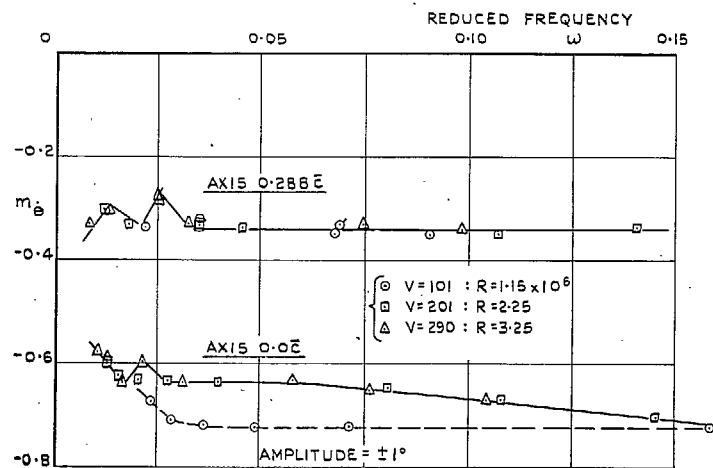 REDUCED FREQUENCY
0 0·05 0·10 ω 0·15
-0·2
AXIS 0·288 c̄
m_θ̇
-0·4
V=101 : R=1·15×10⁶
V=201 : R=2·25
V=290 : R=3·25
AXIS 0·0c̄
-0·6
-0·8
AMPLITUDE = ±1°